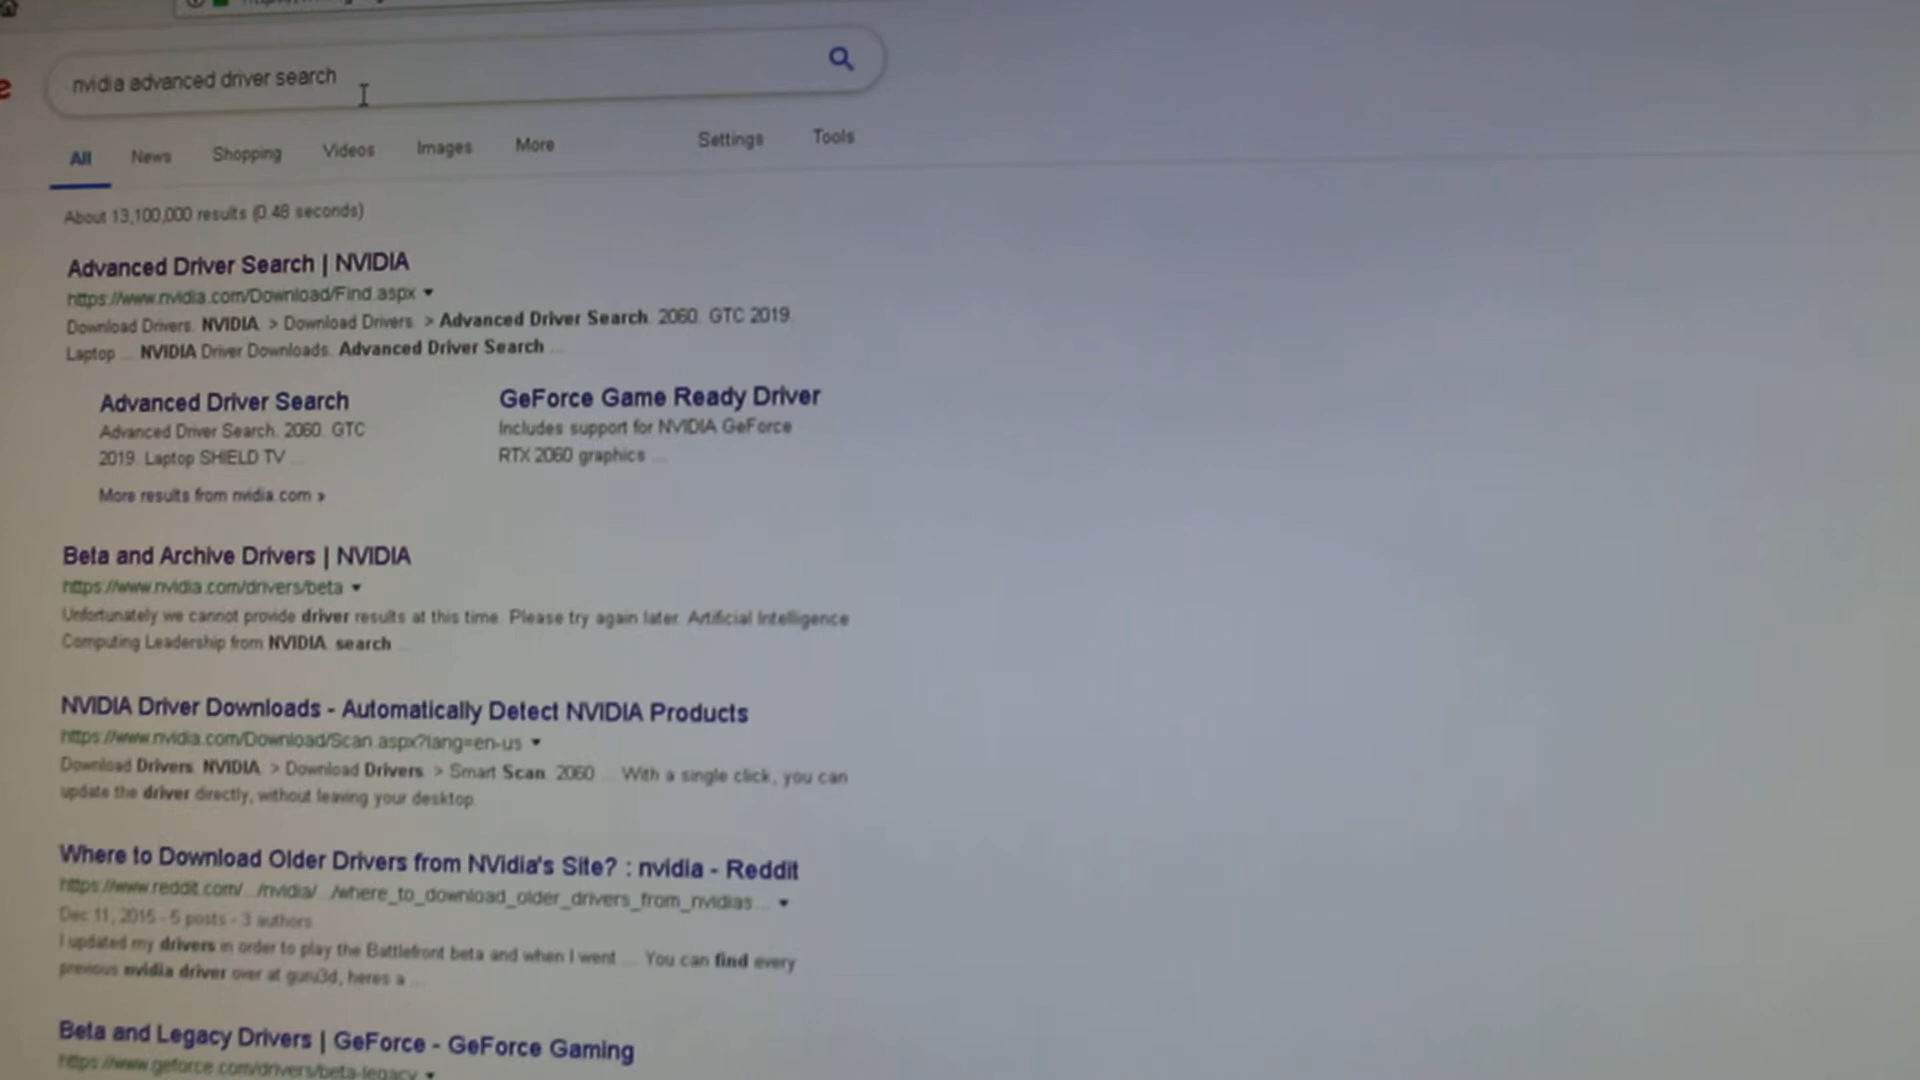 nvidia advanced driver search
All News Shopping Videos Images More Settings Tools
About 13,100,000 results (0.48 seconds)
Advanced Driver Search | NVIDIA
https://www.nvidia.com/Download/Find.aspx
Download Drivers. NVIDIA > Download Drivers. > Advanced Driver Search. 2060. GTC 2019.
Laptop ... NVIDIA Driver Downloads. Advanced Driver Search ...
Advanced Driver Search
Advanced Driver Search. 2060. GTC
2019. Laptop SHIELD TV ...
GeForce Game Ready Driver
Includes support for NVIDIA GeForce
RTX 2060 graphics ...
More results from nvidia.com »
Beta and Archive Drivers | NVIDIA
https://www.nvidia.com/drivers/beta
Unfortunately we cannot provide driver results at this time. Please try again later. Artificial Intelligence
Computing Leadership from NVIDIA. search ...
NVIDIA Driver Downloads - Automatically Detect NVIDIA Products
https://www.nvidia.com/Download/Scan.aspx?lang=en-us
Download Drivers. NVIDIA > Download Drivers > Smart Scan. 2060 ... With a single click, you can
update the driver directly, without leaving your desktop.
Where to Download Older Drivers from NVidia's Site? : nvidia - Reddit
https://www.reddit.com/.../nvidia/.../where_to_download_older_drivers_from_nvidias...
Dec 11, 2015 - 5 posts - 3 authors
I updated my drivers in order to play the Battlefront beta and when I went ... You can find every
previous nvidia driver over at guru3d, heres a ...
Beta and Legacy Drivers | GeForce - GeForce Gaming
https://www.geforce.com/drivers/beta-legacy